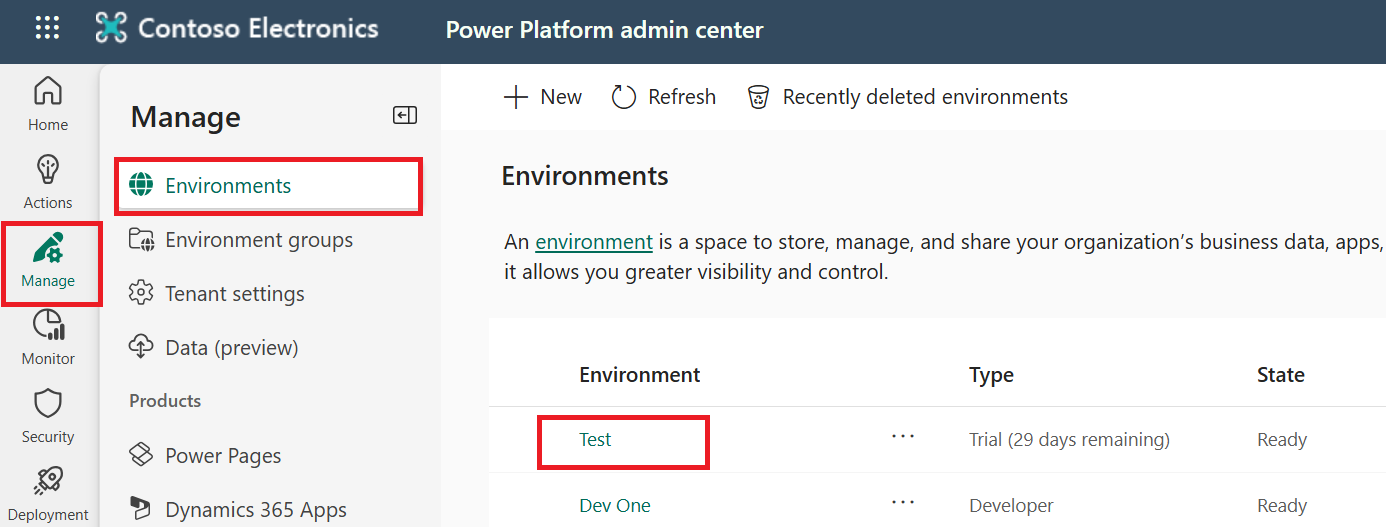 Contoso Electronics
Power Platform admin center
Home
Actions
Manage
Monitor
Security
Deployment
Manage
Environments
Environment groups
Tenant settings
Data (preview)
Products
Power Pages
Dynamics 365 Apps
New Refresh Recently deleted environments
Environments
An environment is a space to store, manage, and share your organization's business data, apps,
it allows you greater visibility and control.
Environment Type State
Test ··· Trial (29 days remaining) Ready
Dev One ··· Developer Ready